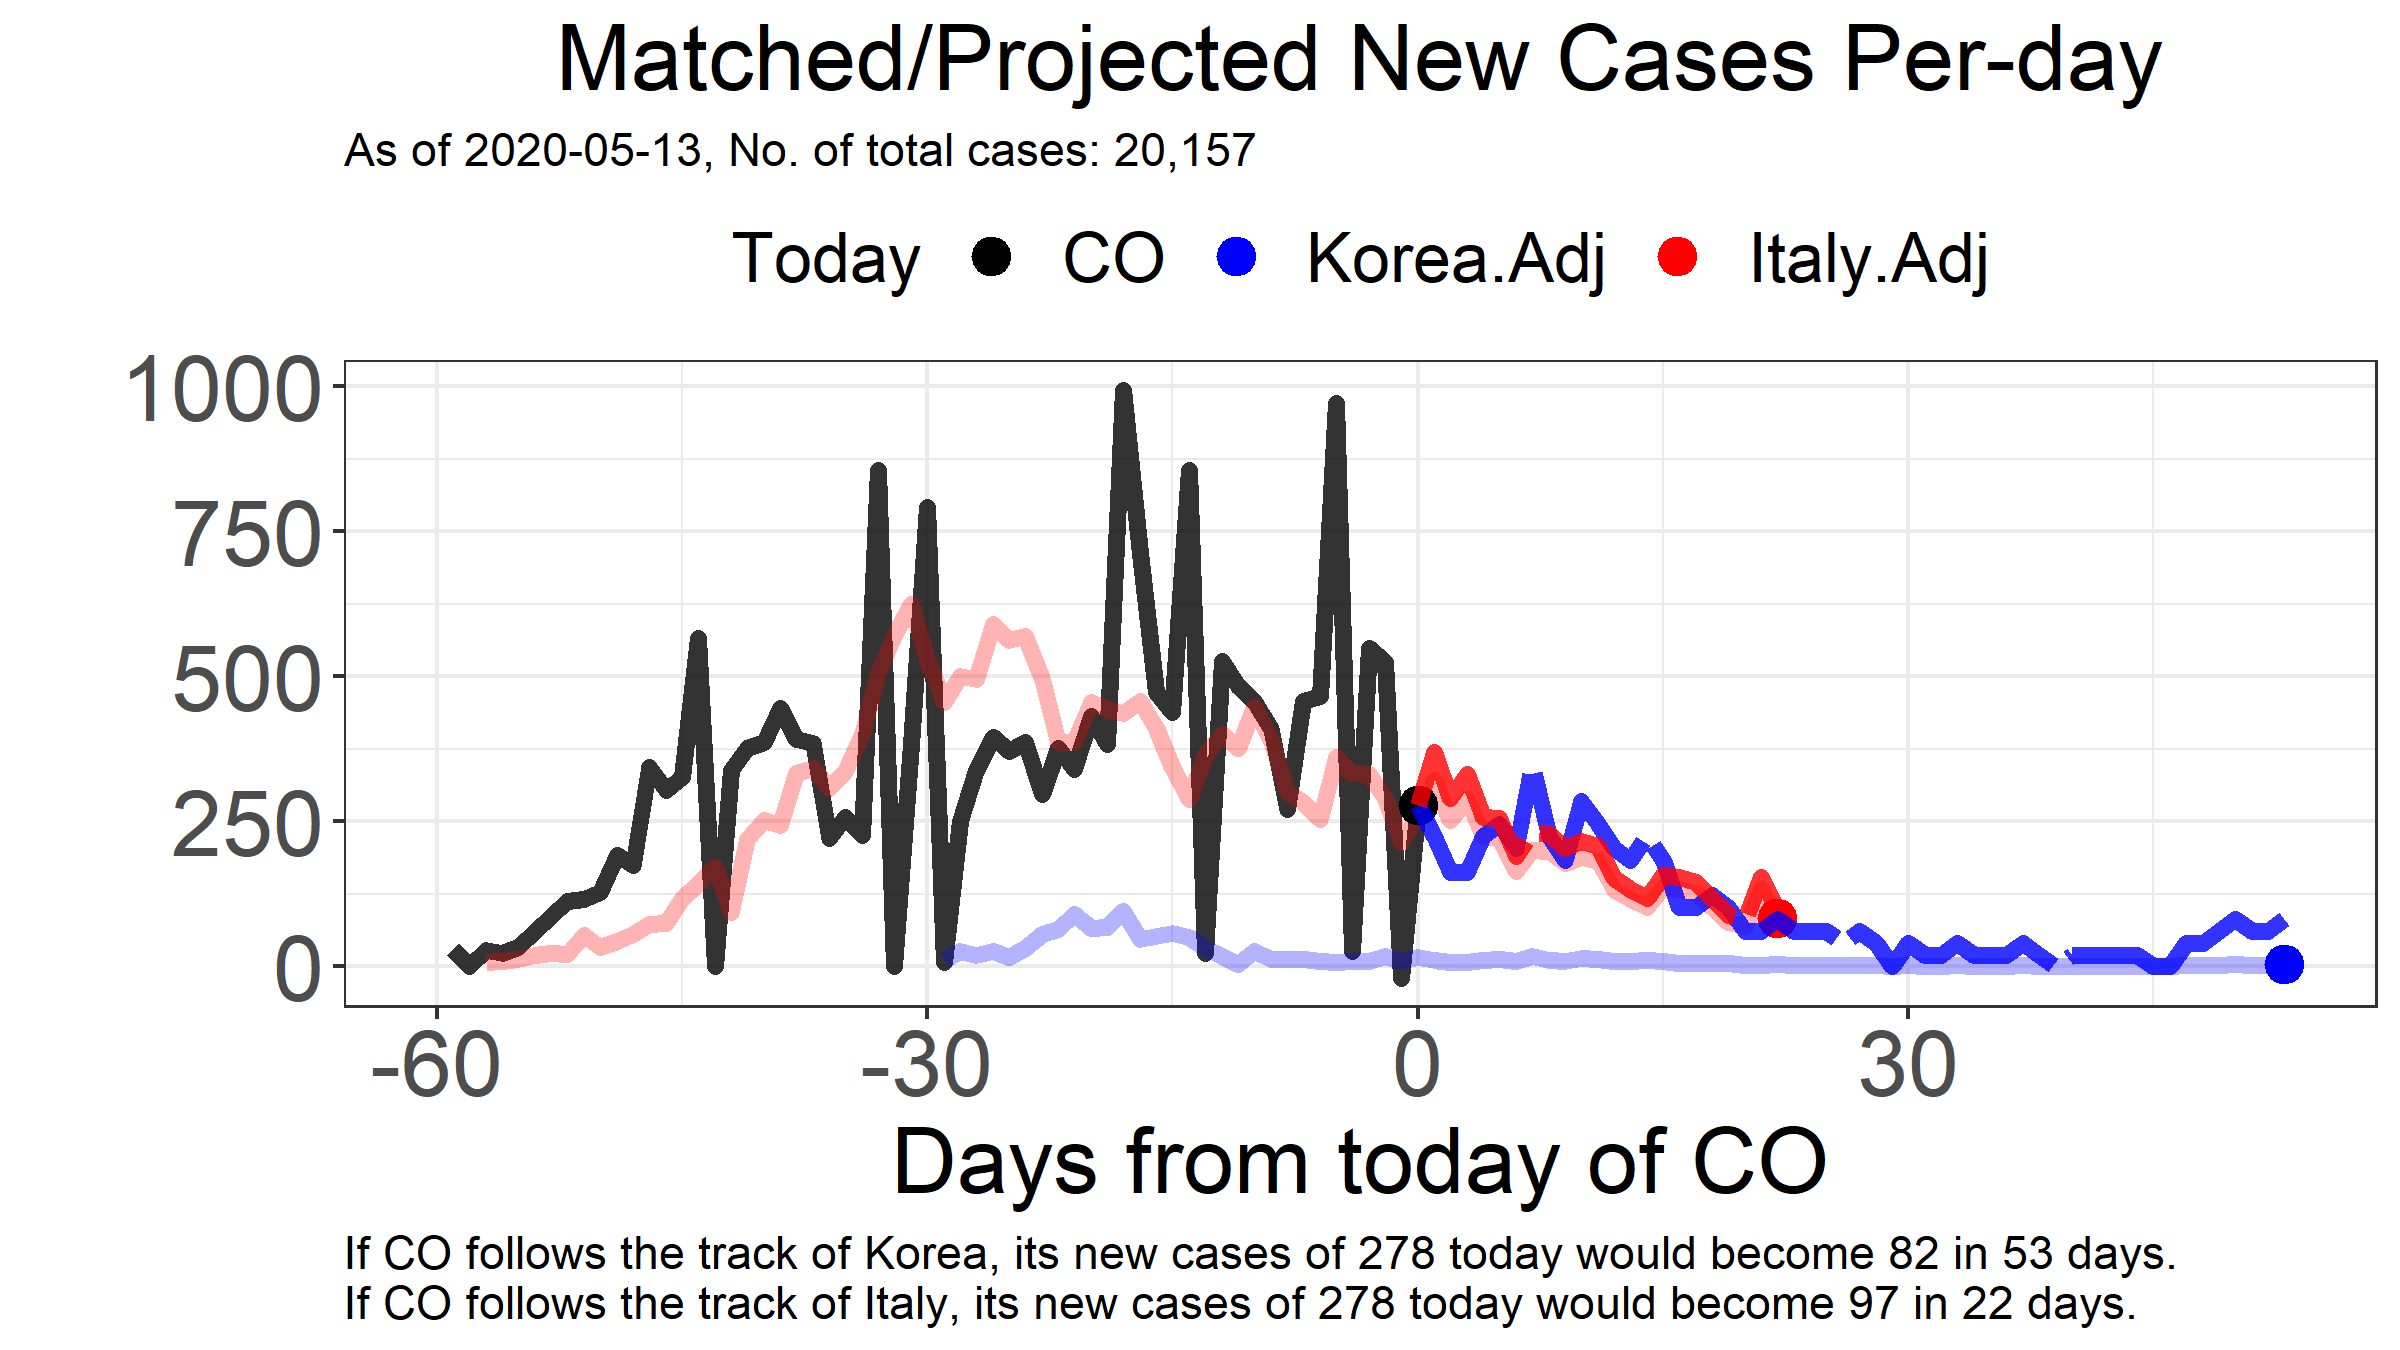 Matched/Projected New Cases Per-day
As of 2020-05-13, No. of total cases: 20,157
Today CO Korea.Adj Italy.Adj
1000
750
500
250
0
-60 -30 0 30
Days from today of CO
If CO follows the track of Korea, its new cases of 278 today would become 82 in 53 days.
If CO follows the track of Italy, its new cases of 278 today would become 97 in 22 days.